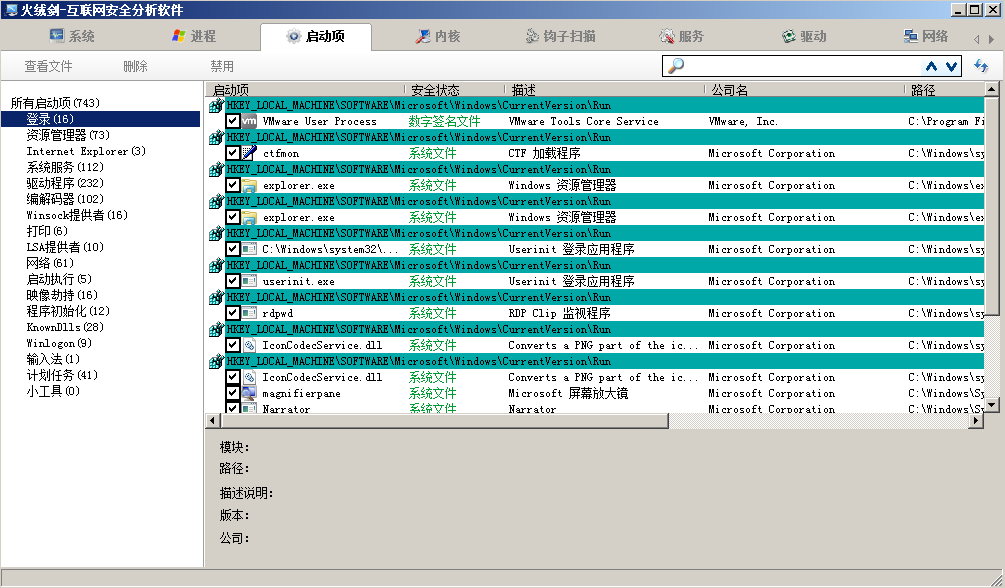 火绒剑-互联网安全分析软件
系统 进程 启动项 内核 钩子扫描 服务 驱动 网络
查看文件 删除 禁用
所有启动项(743)
登录(16)
资源管理器(73)
Internet Explorer(3)
系统服务(112)
驱动程序(232)
编解码器(102)
Winsock提供者(16)
打印(6)
LSA提供者(10)
网络(61)
启动执行(5)
映像劫持(16)
程序初始化(12)
KnownDlls(28)
Winlogon(9)
输入法(1)
计划任务(41)
小工具(0)
启动项 安全状态 描述 公司名 路径
HKEY_LOCAL_MACHINE\SOFTWARE\Microsoft\Windows\CurrentVersion\Run
VMware User Process 数字签名文件 VMware Tools Core Service VMware, Inc. C:\Program Fi
HKEY_LOCAL_MACHINE\SOFTWARE\Microsoft\Windows\CurrentVersion\Run
ctfmon 系统文件 CTF 加载程序 Microsoft Corporation C:\Windows\sy
HKEY_LOCAL_MACHINE\SOFTWARE\Microsoft\Windows\CurrentVersion\Run
explorer.exe 系统文件 Windows 资源管理器 Microsoft Corporation C:\Windows\ex
HKEY_LOCAL_MACHINE\SOFTWARE\Microsoft\Windows\CurrentVersion\Run
explorer.exe 系统文件 Windows 资源管理器 Microsoft Corporation C:\Windows\ex
HKEY_LOCAL_MACHINE\SOFTWARE\Microsoft\Windows\CurrentVersion\Run
C:\Windows\system32\... 系统文件 Userinit 登录应用程序 Microsoft Corporation C:\Windows\sy
HKEY_LOCAL_MACHINE\SOFTWARE\Microsoft\Windows\CurrentVersion\Run
userinit.exe 系统文件 Userinit 登录应用程序 Microsoft Corporation C:\Windows\sy
HKEY_LOCAL_MACHINE\SOFTWARE\Microsoft\Windows\CurrentVersion\Run
rdpwd 系统文件 RDP Clip 监视程序 Microsoft Corporation C:\Windows\sy
HKEY_LOCAL_MACHINE\SOFTWARE\Microsoft\Windows\CurrentVersion\Run
IconCodecService.dll 系统文件 Converts a PNG part of the ic... Microsoft Corporation C:\Windows\sy
HKEY_LOCAL_MACHINE\SOFTWARE\Microsoft\Windows\CurrentVersion\Run
IconCodecService.dll 系统文件 Converts a PNG part of the ic... Microsoft Corporation C:\Windows\sy
magnifierpane 系统文件 Microsoft 屏幕放大镜 Microsoft Corporation C:\Windows\Sy
Narrator 系统文件 Narrator Microsoft Corporation C:\Windows\Sy
模块:
路径:
描述说明:
版本:
公司: